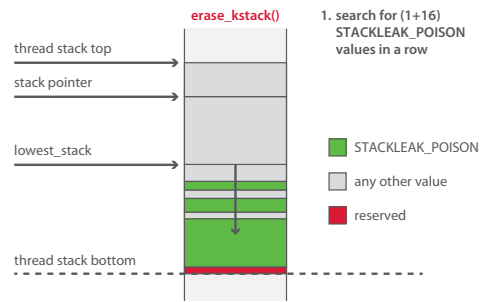 erase_kstack()
1. search for (1+16)
STACKLEAK_POISON
values in a row
thread stack top
stack pointer
lowest_stack
STACKLEAK_POISON
any other value
reserved
thread stack bottom